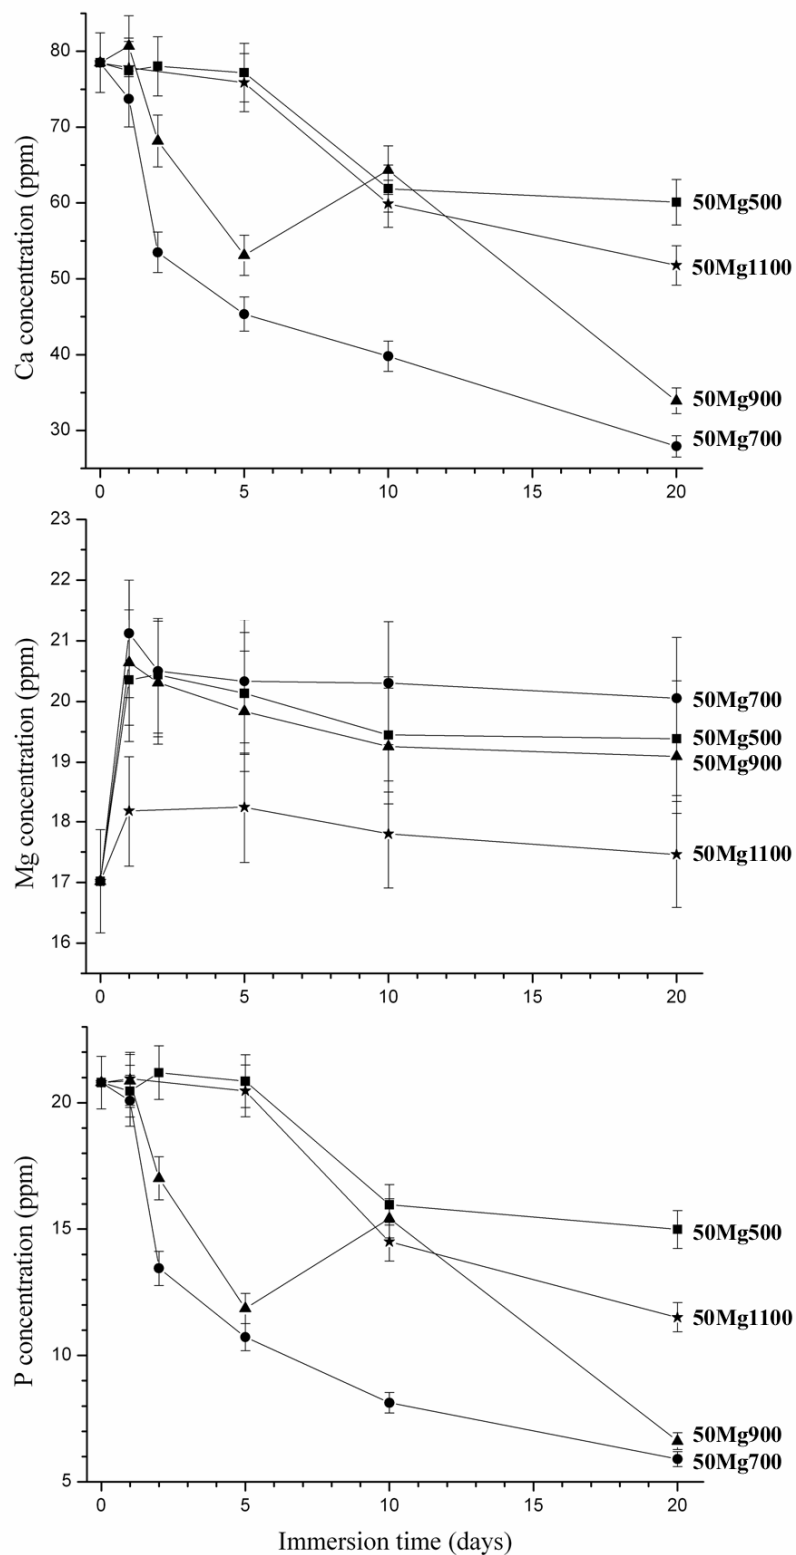 Ca concentration (ppm)
80
70
60
50
40
30
50Mg500
50Mg1100
50Mg900
50Mg700
0 5 10 15 20
Mg concentration (ppm)
23
22
21
20
19
18
17
16
50Mg700
50Mg500
50Mg900
50Mg1100
0 5 10 15 20
P concentration (ppm)
20
15
10
5
50Mg500
50Mg1100
50Mg900
50Mg700
0 5 10 15 20
Immersion time (days)